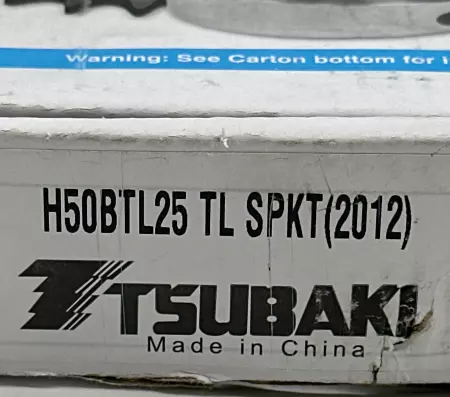 Warning: See Carton bottom for i
H50BTL25 TL SPKT(2012)
TSUBAKI
Made in China